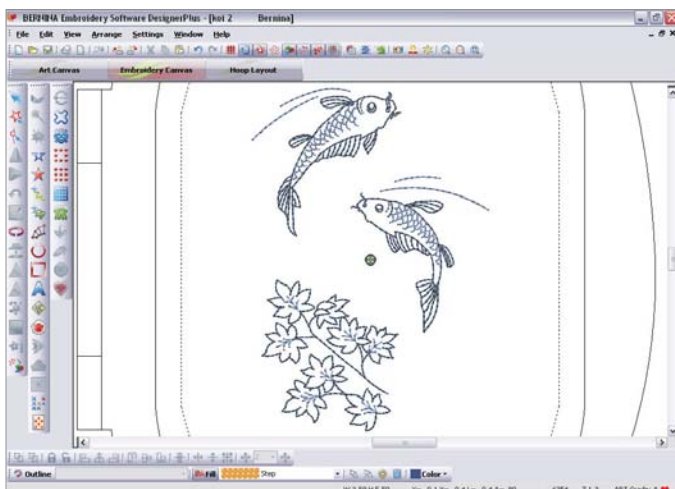 BERNINA Embroidery Software DesignerPlus - [koi 2 Bernina]
File Edit View Arrange Settings Window Help
Art Canvas Embroidery Canvas Hoop Layout
Outline Fill Step Color